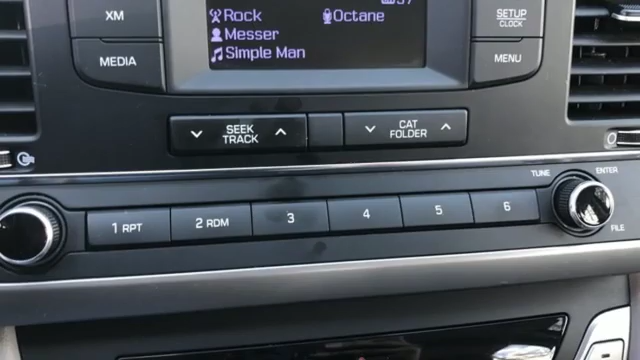 XM
Rock
Octane
SETUP
CLOCK
Messer
MEDIA
Simple Man
MENU
SEEK
TRACK
CAT
FOLDER
TUNE
ENTER
1 RPT
2 RDM
3
4
5
6
FILE